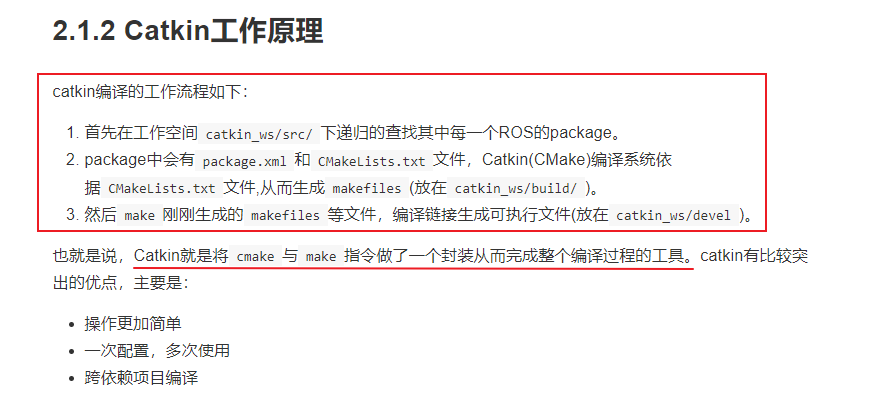 2.1.2 Catkin工作原理
catkin编译的工作流程如下：
1. 首先在工作空间 catkin_ws/src/ 下递归的查找其中每一个ROS的package。
2. package中会有 package.xml 和 CMakeLists.txt 文件，Catkin(CMake)编译系统依
据 CMakeLists.txt 文件,从而生成 makefiles (放在 catkin_ws/build/ )。
3. 然后 make 刚刚生成的 makefiles 等文件，编译链接生成可执行文件(放在 catkin_ws/devel )。
也就是说，Catkin就是将 cmake 与 make 指令做了一个封装从而完成整个编译过程的工具。catkin有比较突
出的优点，主要是：
• 操作更加简单
• 一次配置，多次使用
• 跨依赖项目编译